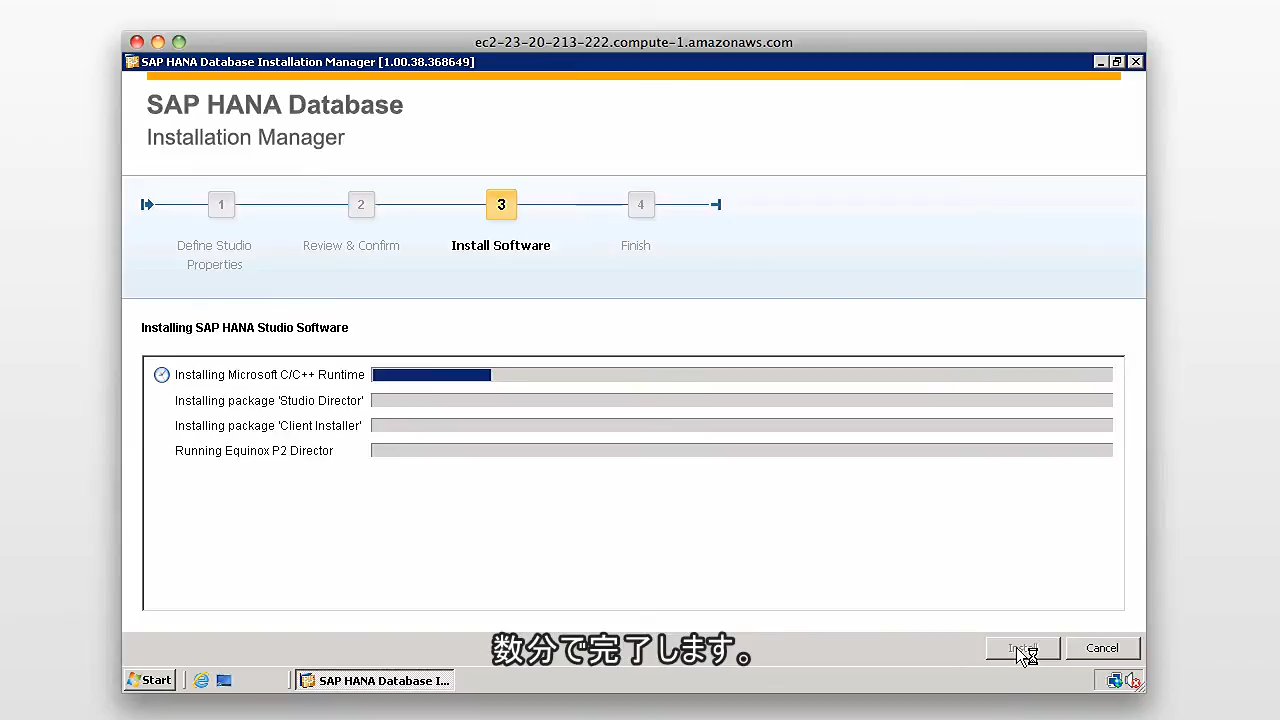 ec2-23-20-213-222.compute-1.amazonaws.com
SAP HANA Database Installation Manager [1.00.38.368649]
SAP HANA Database
Installation Manager
1
2
3
4
Define Studio
Properties
Review & Confirm
Install Software
Finish
Installing SAP HANA Studio Software
Installing Microsoft C/C++ Runtime
Installing package 'Studio Director'
Installing package 'Client Installer'
Running Equinox P2 Director
数分で完了します。
Cancel
Start
SAP HANA Database I...